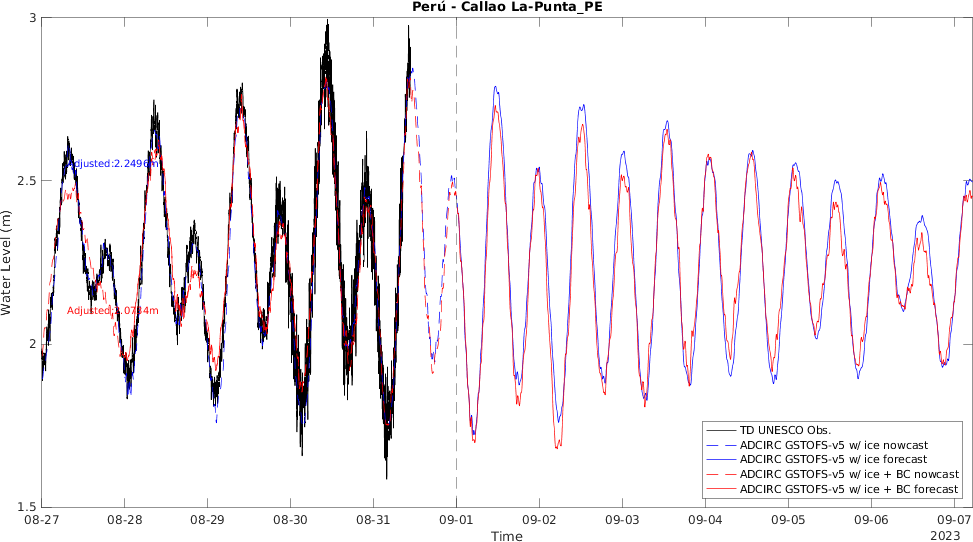 Perú - Callao La-Punta_PE
Water Level (m)
3
2.5
2
1.5
Adjusted:2.2496m
TD UNESCO Obs.
ADCIRC GSTOFS-v5 w/ ice nowcast
ADCIRC GSTOFS-v5 w/ ice forecast
ADCIRC GSTOFS-v5 w/ ice + BC nowcast
ADCIRC GSTOFS-v5 w/ ice + BC forecast
08-27 08-28 08-29 08-30 08-31 09-01 09-02 09-03 09-04 09-05 09-06 09-07
Time
2023